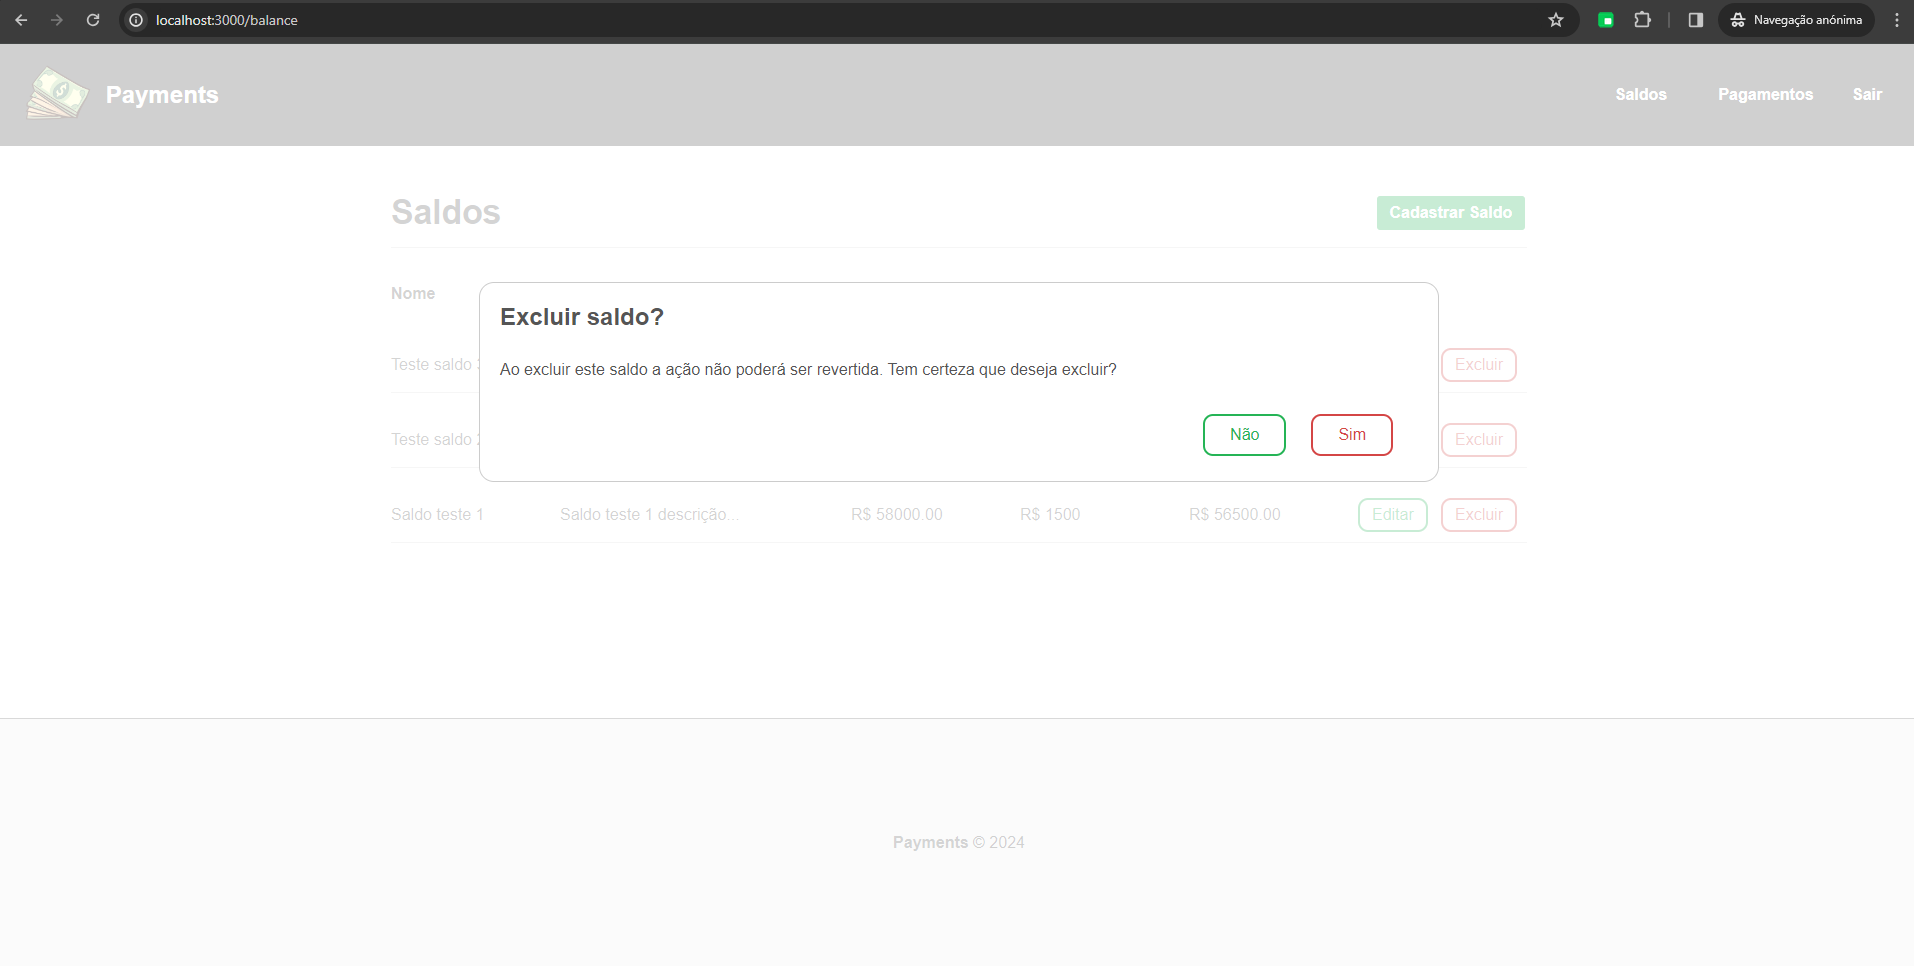 localhost:3000/balance
Navegação anónima
Payments
Saldos
Pagamentos
Sair
Saldos
Cadastrar Saldo
Nome
Excluir saldo?
Ao excluir este saldo a ação não poderá ser revertida. Tem certeza que deseja excluir?
Não
Sim
Teste saldo
Excluir
Teste saldo
Excluir
Saldo teste 1
Saldo teste 1 descrição...
R$ 58000.00
R$ 1500
R$ 56500.00
Editar
Excluir
Payments © 2024